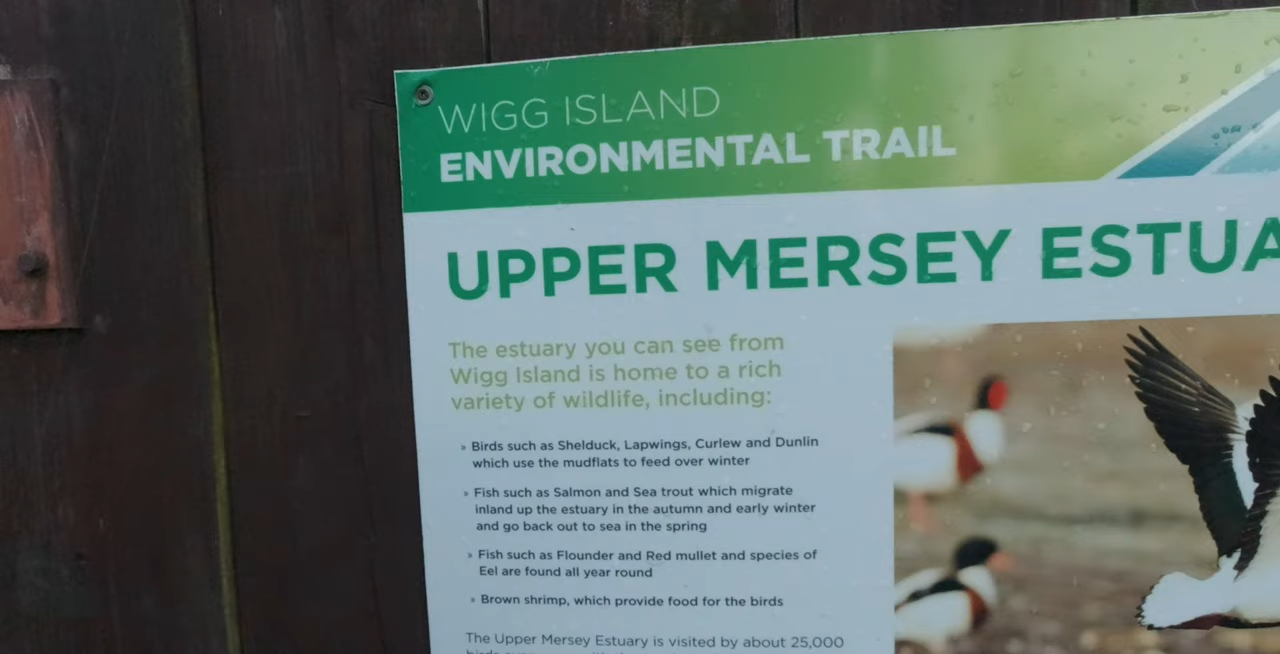 WIGG ISLAND
ENVIRONMENTAL TRAIL
UPPER MERSEY ESTUA
The estuary you can see from
Wigg Island is home to a rich
variety of wildlife, including:
» Birds such as Shelduck, Lapwings, Curlew and Dunlin
which use the mudflats to feed over winter
» Fish such as Salmon and Sea trout which migrate
inland up the estuary in the autumn and early winter
and go back out to sea in the spring
» Fish such as Flounder and Red mullet and species of
Eel are found all year round
» Brown shrimp, which provide food for the birds
The Upper Mersey Estuary is visited by about 25,000